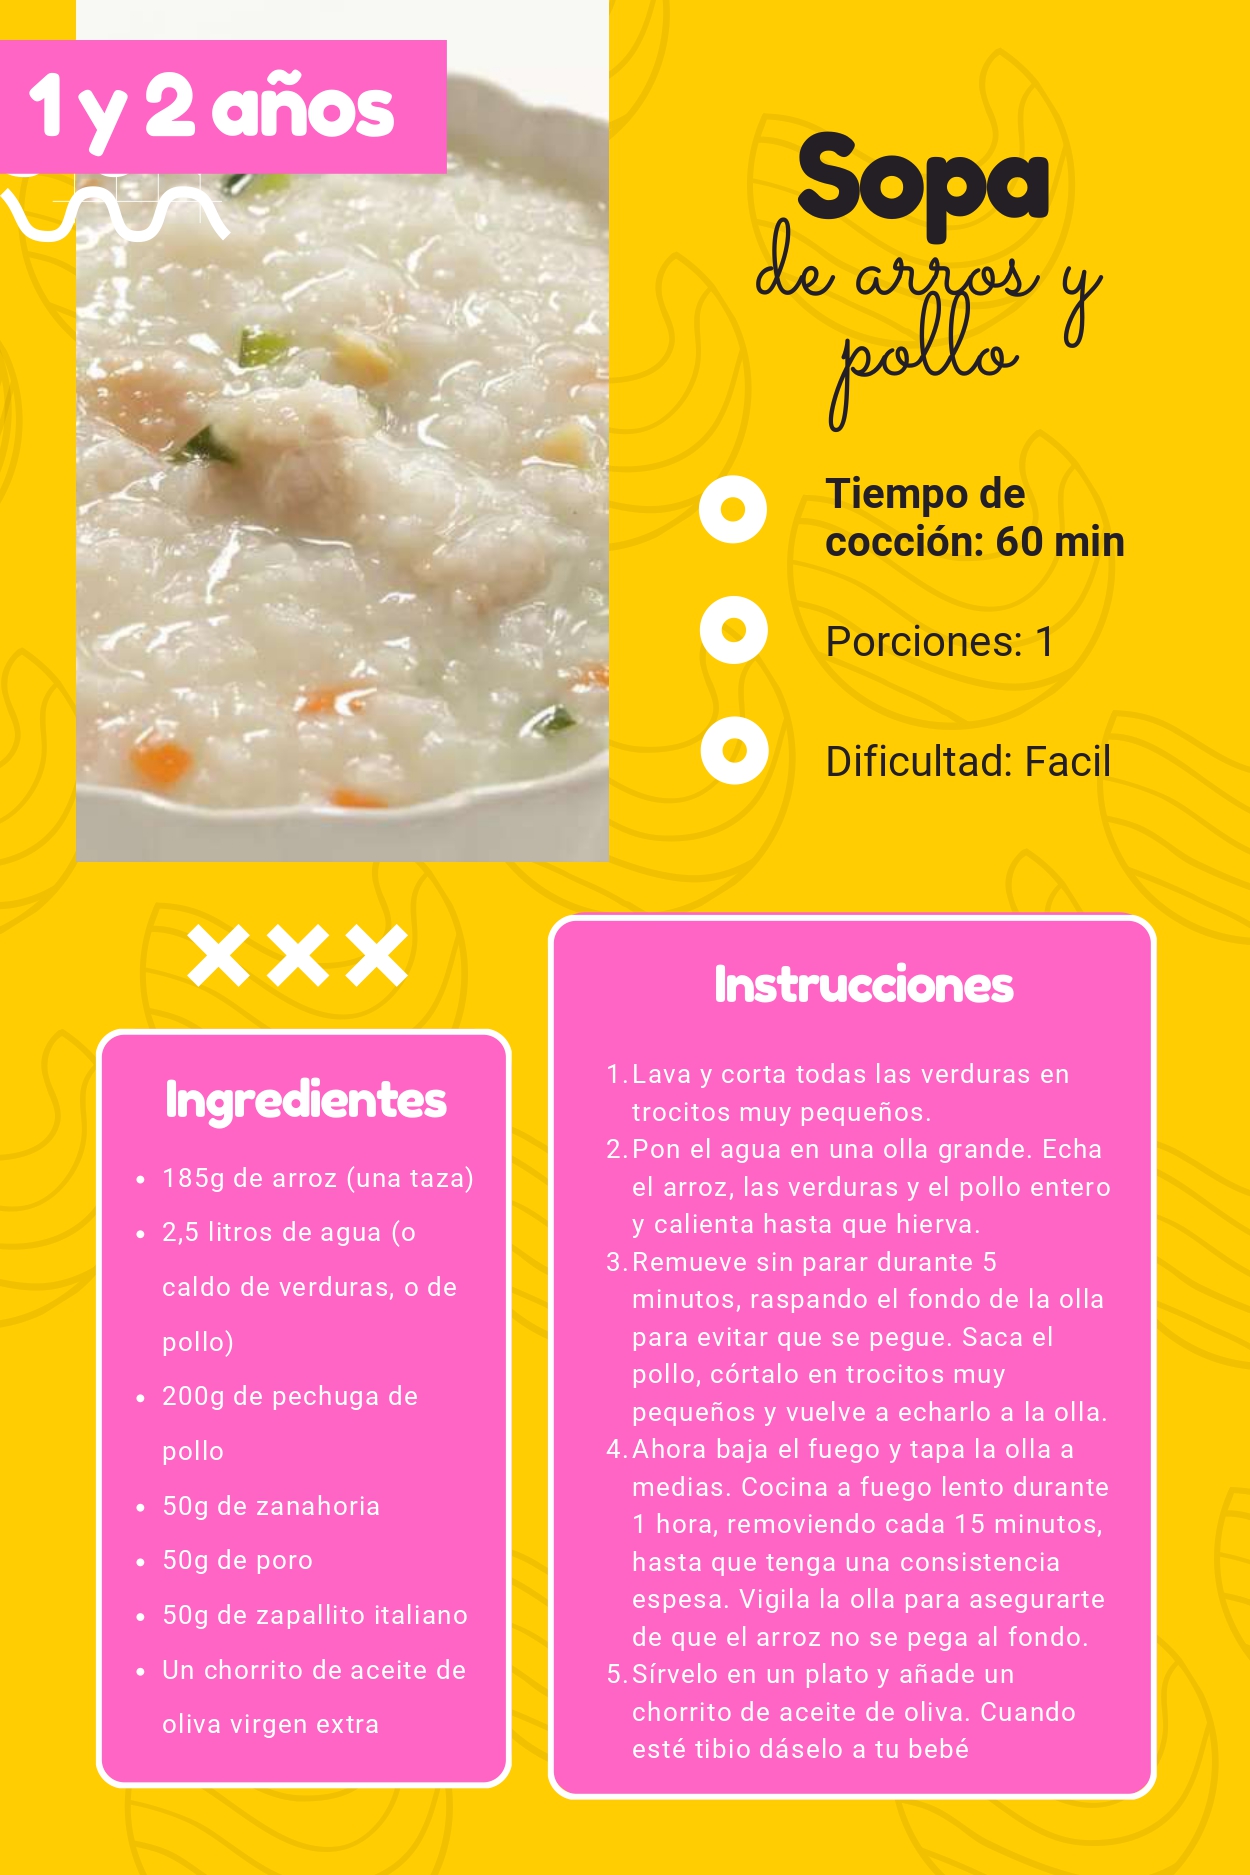 1 y 2 años
Sopa
de arros y
pollo
Tiempo de
cocción: 60 min
Porciones: 1
Dificultad: Facil
Ingredientes
• 185g de arroz (una taza)
• 2,5 litros de agua (o
caldo de verduras, o de
pollo)
• 200g de pechuga de
pollo
• 50g de zanahoria
• 50g de poro
• 50g de zapallito italiano
• Un chorrito de aceite de
oliva virgen extra
Instrucciones
1. Lava y corta todas las verduras en
trocitos muy pequeños.
2. Pon el agua en una olla grande. Echa
el arroz, las verduras y el pollo entero
y calienta hasta que hierva.
3. Remueve sin parar durante 5
minutos, raspando el fondo de la olla
para evitar que se pegue. Saca el
pollo, córtalo en trocitos muy
pequeños y vuelve a echarlo a la olla.
4. Ahora baja el fuego y tapa la olla a
medias. Cocina a fuego lento durante
1 hora, removiendo cada 15 minutos,
hasta que tenga una consistencia
espesa. Vigila la olla para asegurarte
de que el arroz no se pega al fondo.
5. Sírvelo en un plato y añade un
chorrito de aceite de oliva. Cuando
esté tibio dáselo a tu bebé